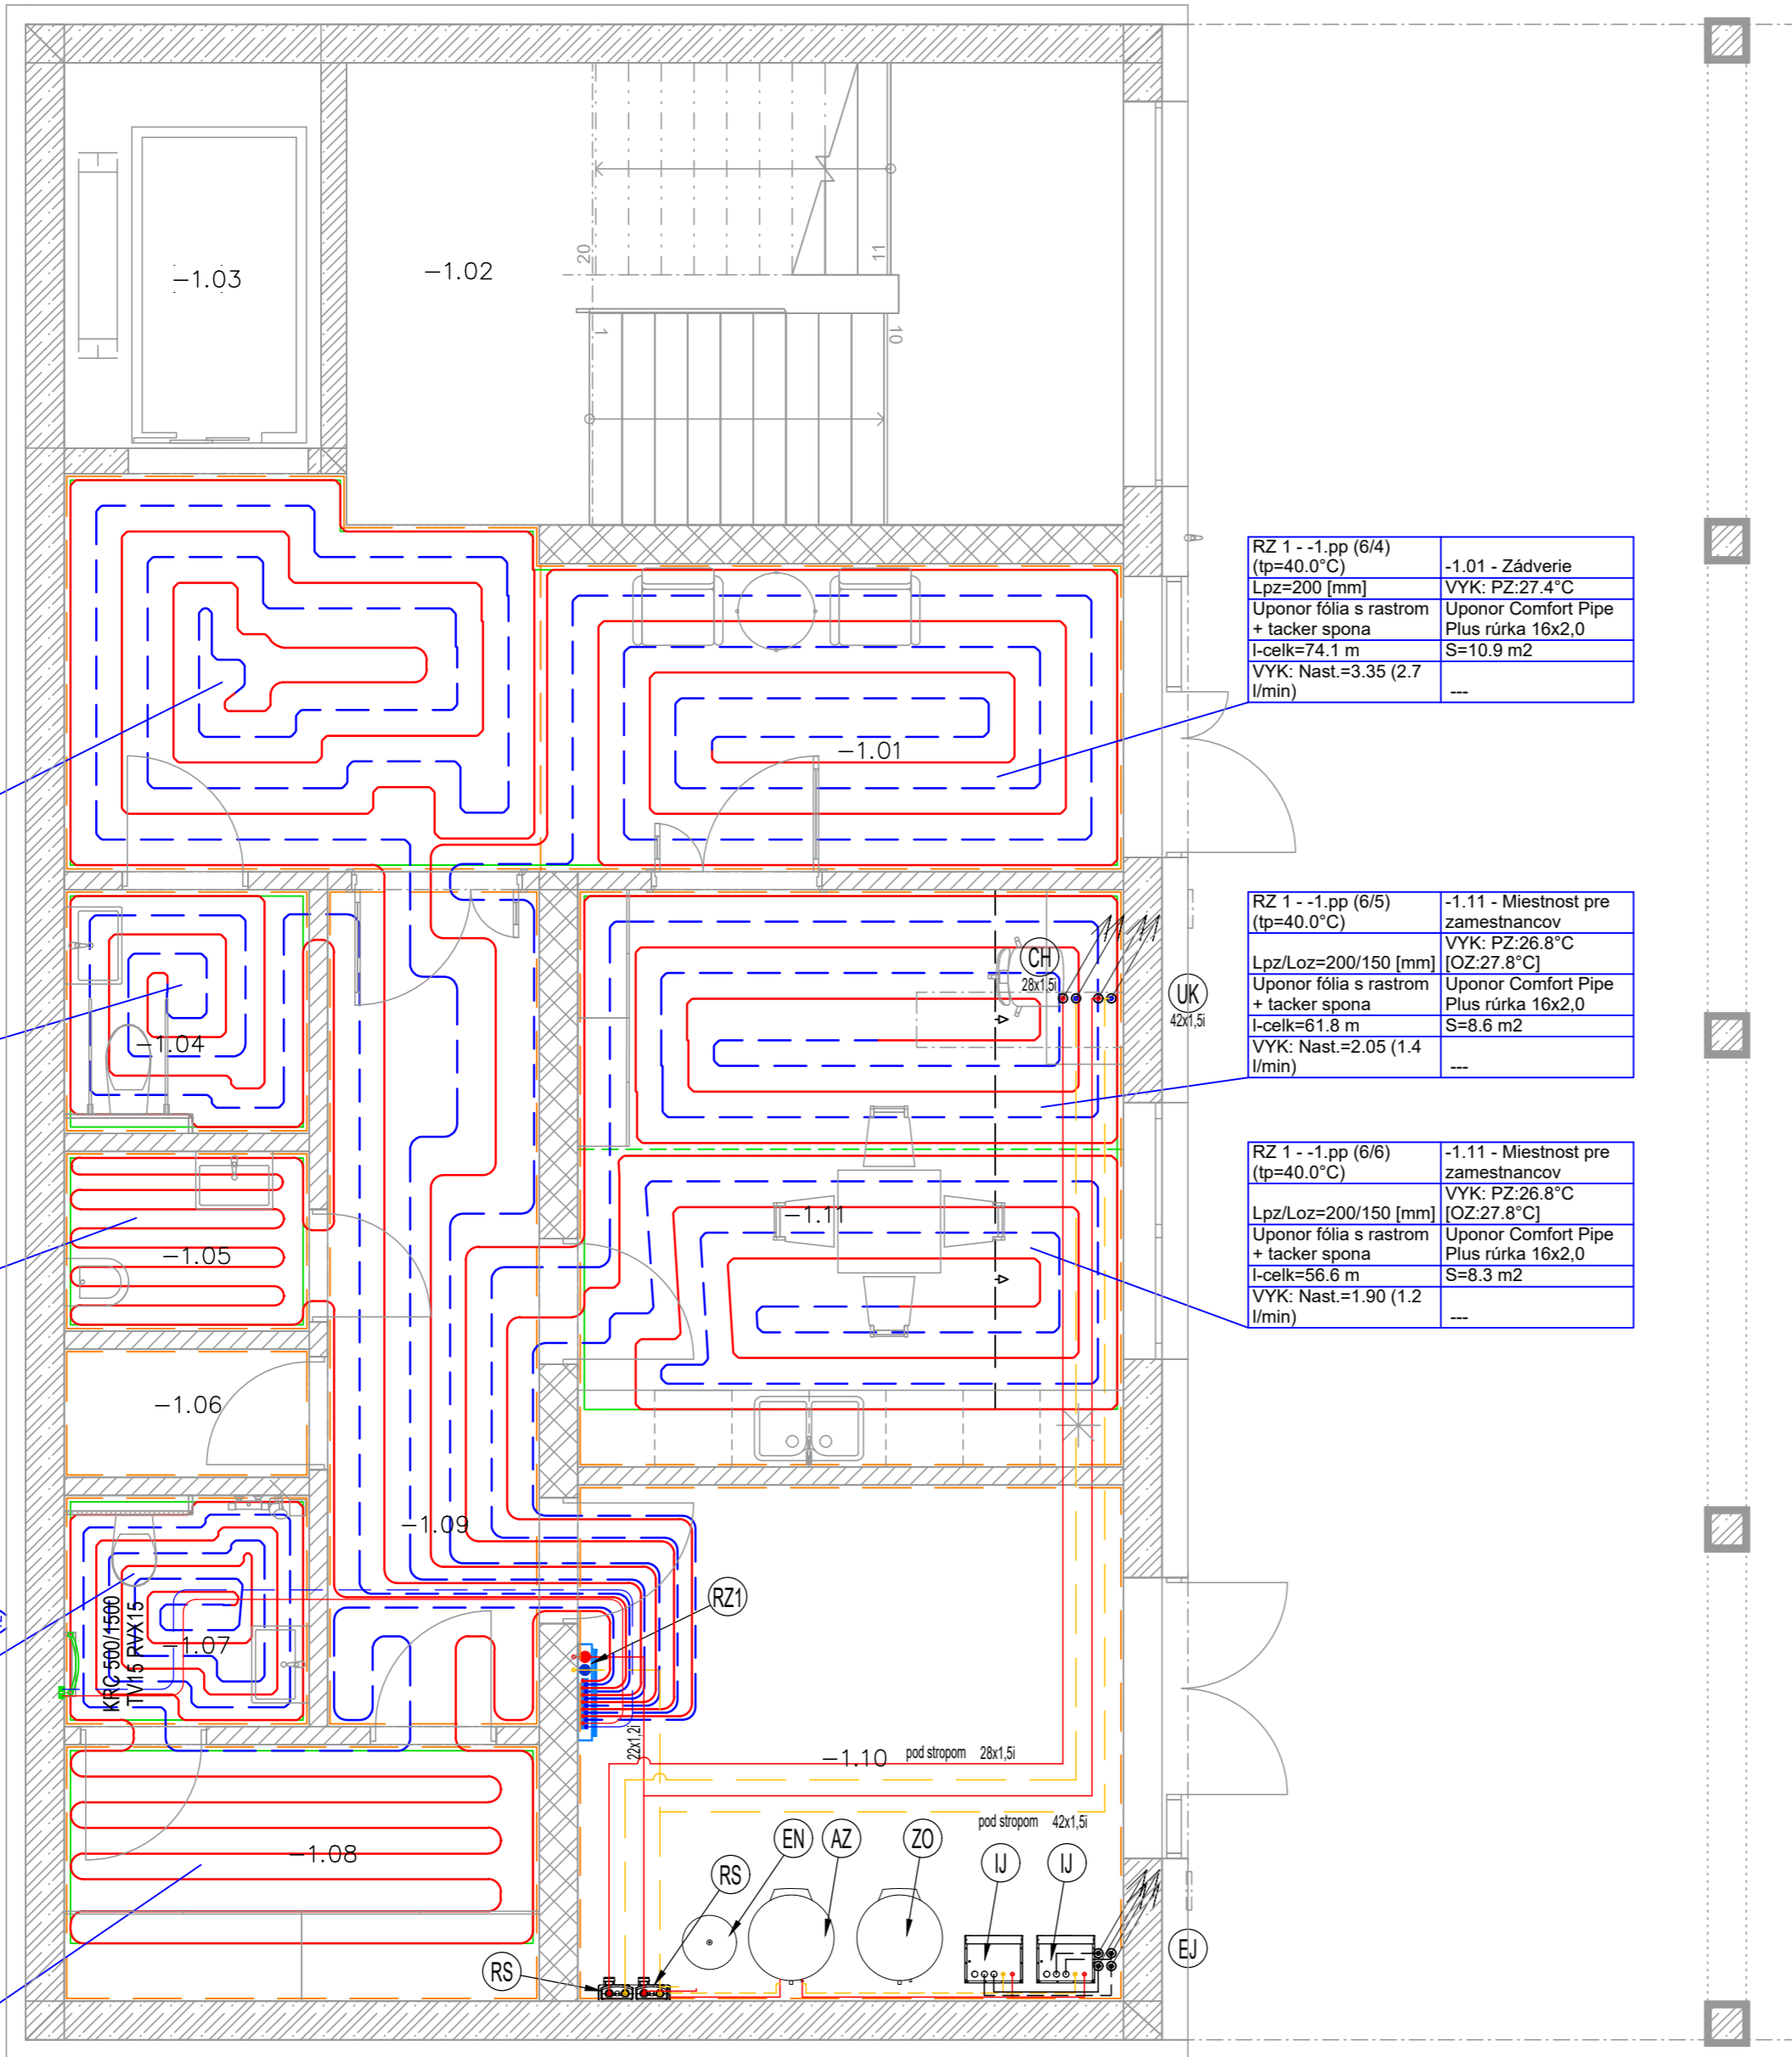 -1.03
-1.02
20
11
1
10
-1.01
RZ 1 - -1.pp (6/4)
(tp=40.0°C)
-1.01 - Zádverie
Lpz=200 [mm]
VYK: PZ:27.4°C
Uponor fólia s rastrom
+ tacker spona
Uponor Comfort Pipe
Plus rúrka 16x2,0
l-celk=74.1 m
S=10.9 m2
VYK: Nast.=3.35 (2.7
l/min)
---
-1.04
CH
28x1,5i
UK
42x1,5i
RZ 1 - -1.pp (6/5)
(tp=40.0°C)
-1.11 - Miestnost pre
zamestnancov
Lpz/Loz=200/150 [mm]
VYK: PZ:26.8°C
[OZ:27.8°C]
Uponor fólia s rastrom
+ tacker spona
Uponor Comfort Pipe
Plus rúrka 16x2,0
l-celk=61.8 m
S=8.6 m2
VYK: Nast.=2.05 (1.4
l/min)
---
-1.05
-1.11
RZ 1 - -1.pp (6/6)
(tp=40.0°C)
-1.11 - Miestnost pre
zamestnancov
Lpz/Loz=200/150 [mm]
VYK: PZ:26.8°C
[OZ:27.8°C]
Uponor fólia s rastrom
+ tacker spona
Uponor Comfort Pipe
Plus rúrka 16x2,0
l-celk=56.6 m
S=8.3 m2
VYK: Nast.=1.90 (1.2
l/min)
---
-1.06
-1.09
RZ1
KRC 500/1500
TV15 RVX15
-1.07
22x1,2i
-1.10
pod stropom 28x1,5i
pod stropom 42x1,5i
-1.08
EN
AZ
ZO
IJ
IJ
RS
RS
EJ